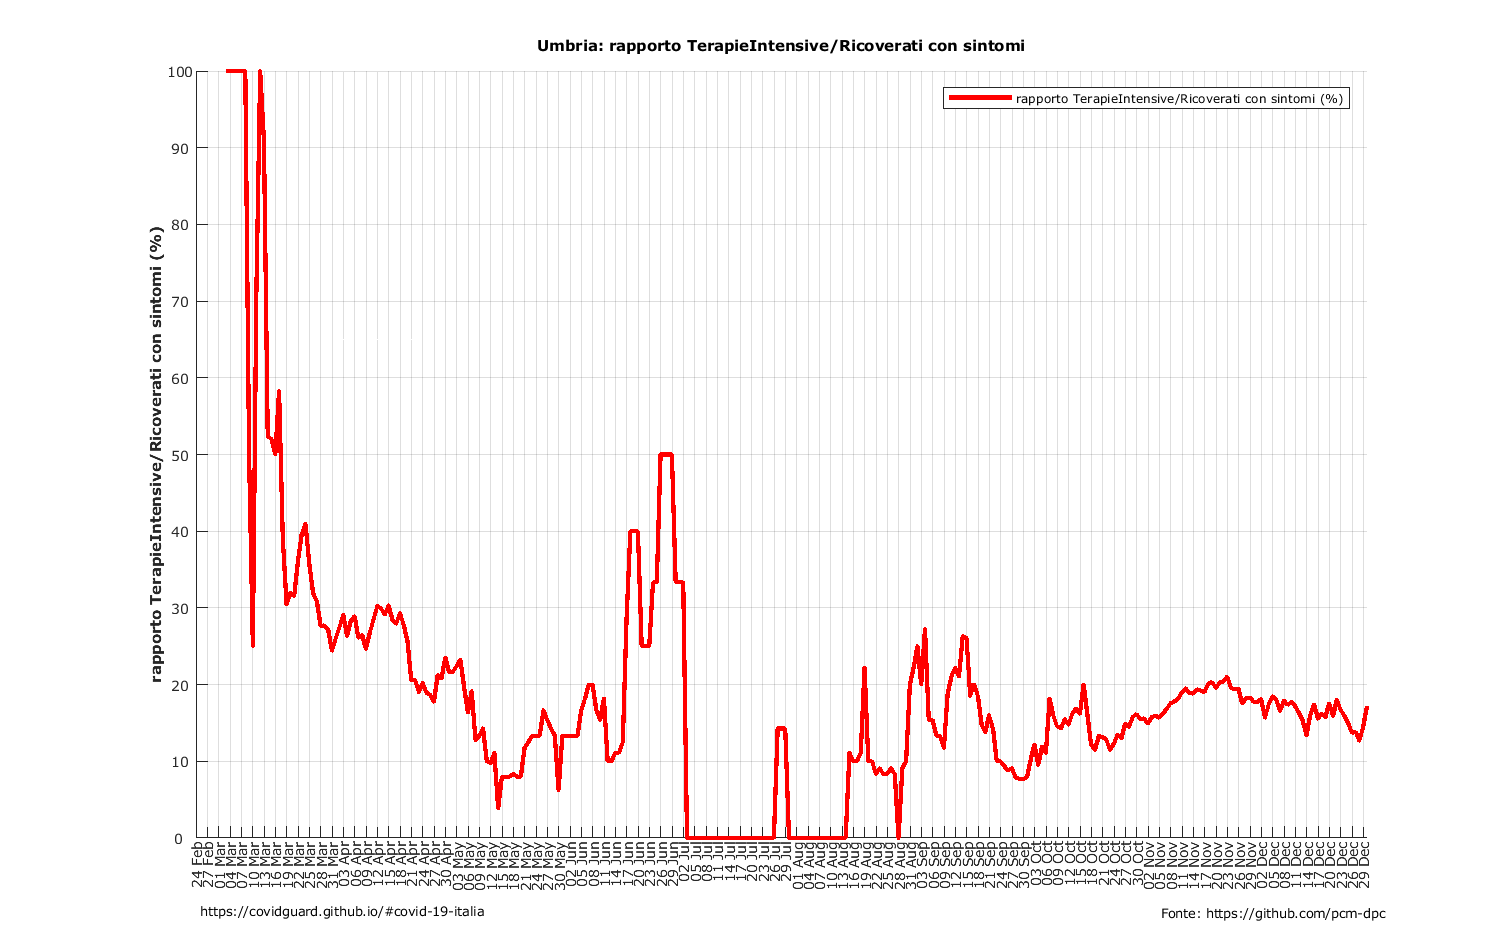 Umbria: rapporto TerapieIntensive/Ricoverati con sintomi
rapporto TerapieIntensive/Ricoverati con sintomi (%)
rapporto TerapieIntensive/Ricoverati con sintomi (%)
100
90
80
70
60
50
40
30
20
10
0
24 Feb
27 Feb
01 Mar
04 Mar
07 Mar
10 Mar
13 Mar
16 Mar
19 Mar
22 Mar
25 Mar
28 Mar
31 Mar
03 Apr
06 Apr
09 Apr
12 Apr
15 Apr
18 Apr
21 Apr
24 Apr
27 Apr
30 Apr
03 May
06 May
09 May
12 May
15 May
18 May
21 May
24 May
27 May
30 May
02 Jun
05 Jun
08 Jun
11 Jun
14 Jun
17 Jun
20 Jun
23 Jun
26 Jun
29 Jun
02 Jul
05 Jul
08 Jul
11 Jul
14 Jul
17 Jul
20 Jul
23 Jul
26 Jul
29 Jul
01 Aug
04 Aug
07 Aug
10 Aug
13 Aug
16 Aug
19 Aug
22 Aug
25 Aug
28 Aug
31 Aug
03 Sep
06 Sep
09 Sep
12 Sep
15 Sep
18 Sep
21 Sep
24 Sep
27 Sep
30 Sep
03 Oct
06 Oct
09 Oct
12 Oct
15 Oct
18 Oct
21 Oct
24 Oct
27 Oct
30 Oct
02 Nov
05 Nov
08 Nov
11 Nov
14 Nov
17 Nov
20 Nov
23 Nov
26 Nov
29 Nov
02 Dec
05 Dec
08 Dec
11 Dec
14 Dec
17 Dec
20 Dec
23 Dec
26 Dec
29 Dec
https://covidguard.github.io/#covid-19-italia
Fonte: https://github.com/pcm-dpc